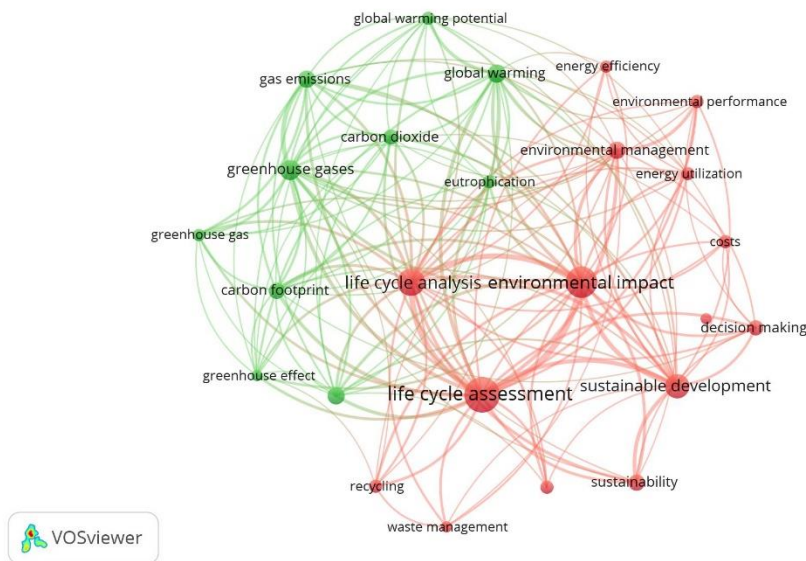 global warming potential
global warming
energy efficiency
gas emissions
environmental performance
carbon dioxide
environmental management
greenhouse gases
eutrophication
energy utilization
greenhouse gas
costs
life cycle analysis
environmental impact
carbon footprint
decision making
greenhouse effect
life cycle assessment
sustainable development
recycling
sustainability
waste management
VOSviewer